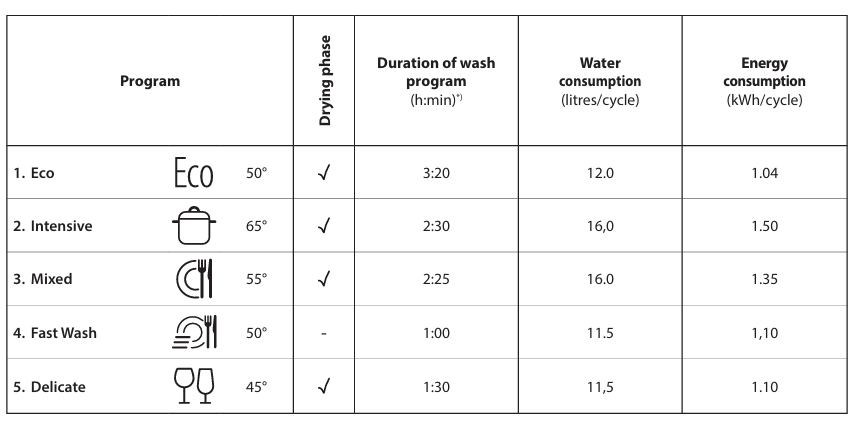 Program
Drying phase
Duration of wash
program
(h:min)*)
Water
consumption
(litres/cycle)
Energy
consumption
(kWh/cycle)
1. Eco Eco 50° ✓ 3:20 12.0 1.04
2. Intensive 65° ✓ 2:30 16,0 1.50
3. Mixed 55° ✓ 2:25 16.0 1.35
4. Fast Wash 50° - 1:00 11.5 1,10
5. Delicate 45° ✓ 1:30 11,5 1.10